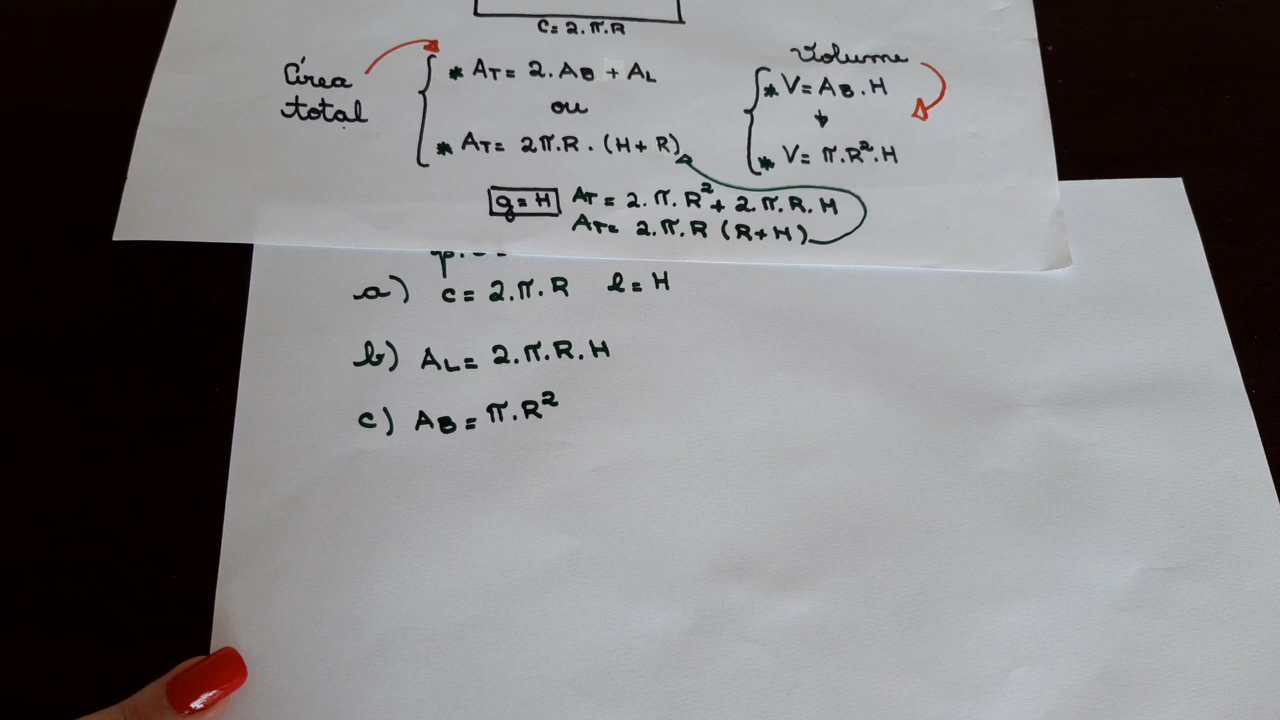 C = 2.π.R
Área
total
* AT = 2.AB + AL
ou
* AT = 2π.R.(H+R)
Volume
* V = AB.H
* V = π.R².H
g = H AT = 2.π.R² + 2.π.R.H
AT = 2.π.R (R+H)
a) C = 2.π.R l = H
b) AL = 2.π.R.H
c) AB = π.R²